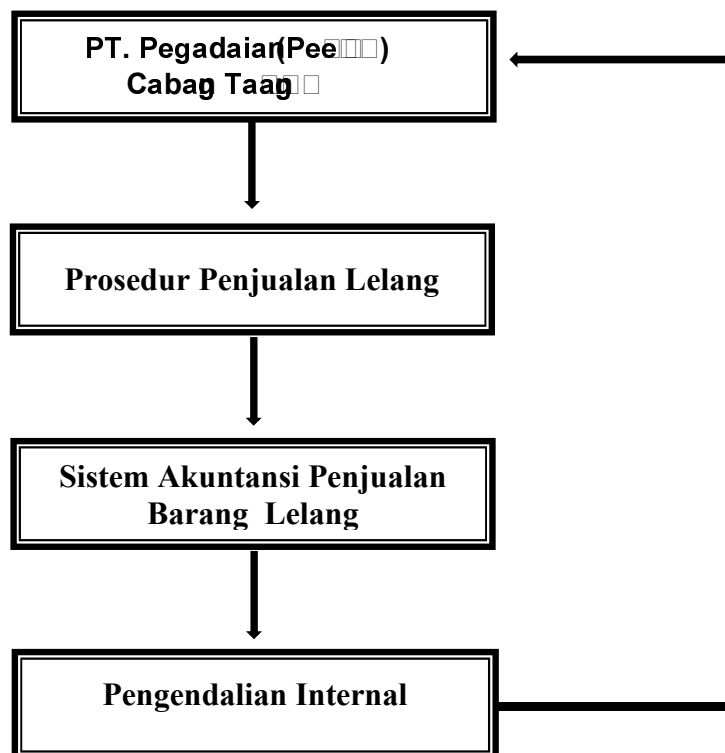 PT. Pegadaian
Prosedur Penjualan Lelang
Sistem Akuntansi Penjualan
Barang Lelang
Pengendalian Internal